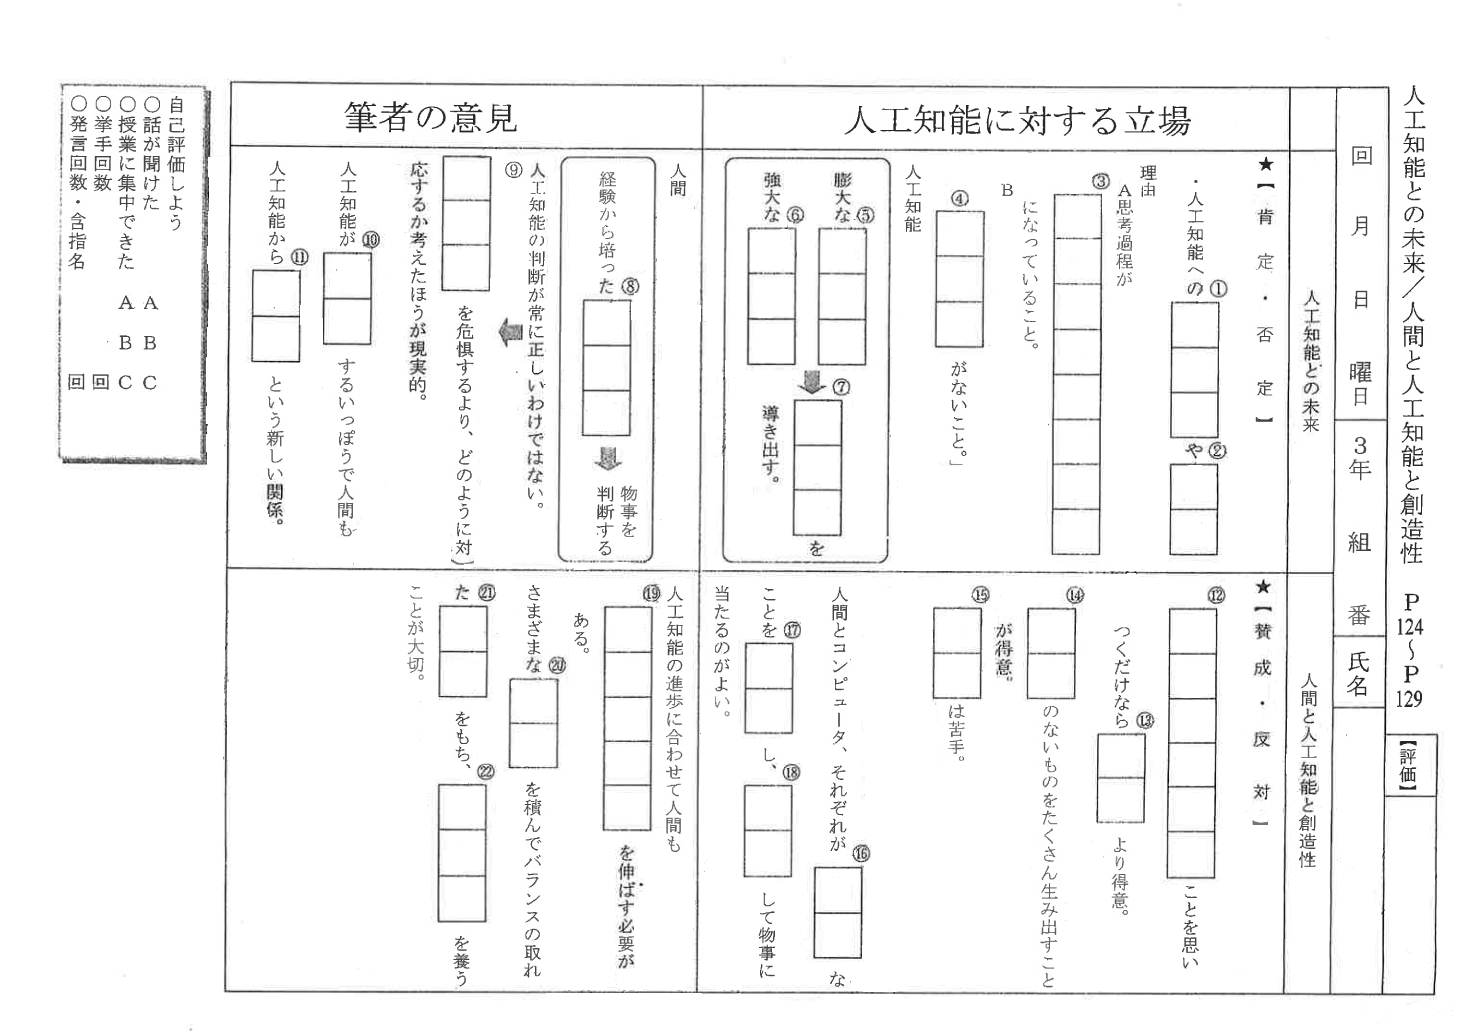 人工知能との未来／人間と人工知能と創造性　P124～P129
【評価】
回　月　日　曜日　3年　組　番　氏名
人工知能との未来
人間と人工知能と創造性
人工知能に対する立場
★【肯定・否定】
・人工知能への①　や②
理由
A思考過程が③
になっていること。
B　④　がないこと。」
人工知能
膨大な⑤
強大な⑥
⑦　を
導き出す。
★【賛成・反対】
⑫　ことを思い
つくだけなら⑬　より得意。
⑭　のないものをたくさん生み出すこと
が得意。
⑮　は苦手。
人間とコンピュータ、それぞれが⑯　な
ことを⑰　し、⑱　して物事に
当たるのがよい。
筆者の意見
人間
経験から培った⑧
物事を
判断する
人工知能の判断が常に正しいわけではない。
⑨　を危惧するより、どのように対
応するか考えたほうが現実的。
人工知能が⑩　するいっぽうで人間も
人工知能から⑪　という新しい関係。
人工知能の進歩に合わせて人間も
⑲　を伸ばす必要が
ある。
さまざまな⑳　を積んでバランスの取れ
た㉑　をもち、㉒　を養う
ことが大切。
自己評価しよう
○話が聞けた　A　B　C
○授業に集中できた　A　B　C
○挙手回数　回
○発言回数・含指名　回